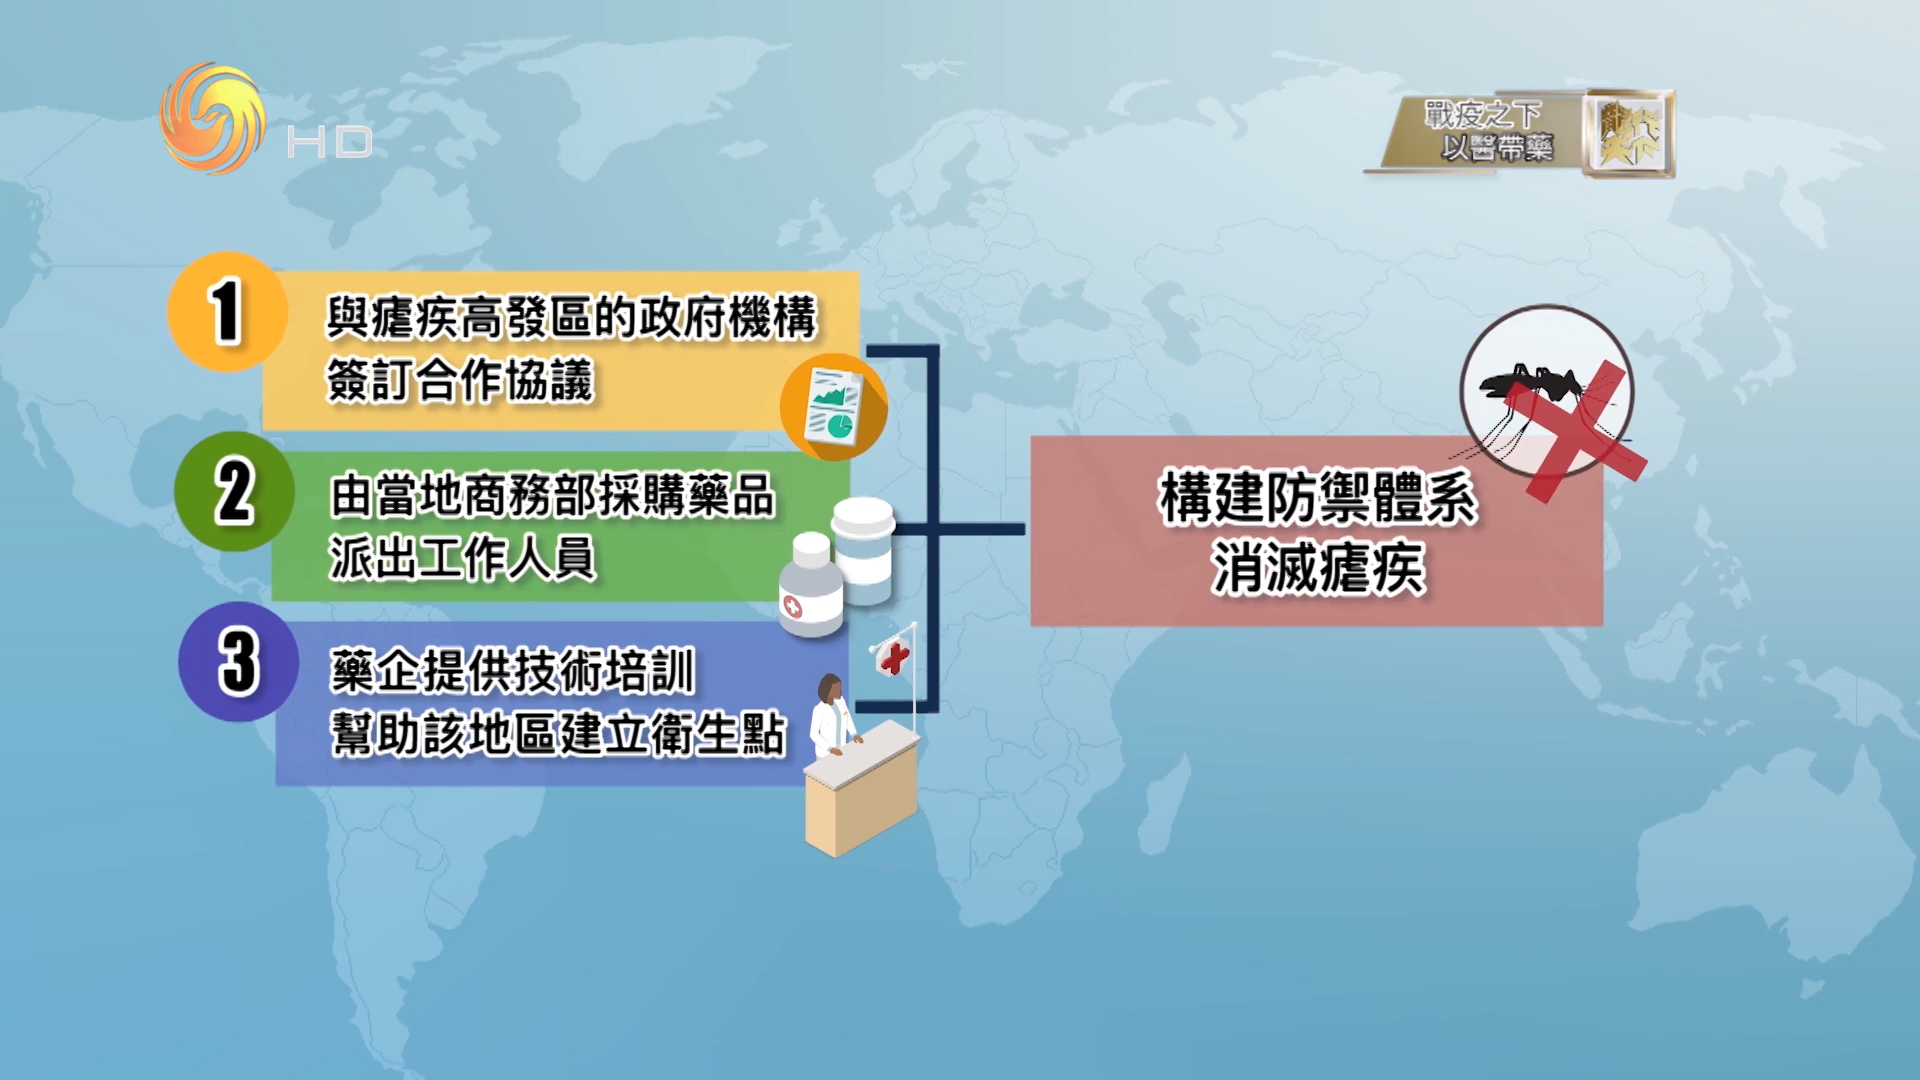 HD
戰疫之下
以醫帶藥
1
與瘧疾高發區的政府機構
簽訂合作協議
2
由當地商務部採購藥品
派出工作人員
3
藥企提供技術培訓
幫助該地區建立衛生點
構建防禦體系
消滅瘧疾